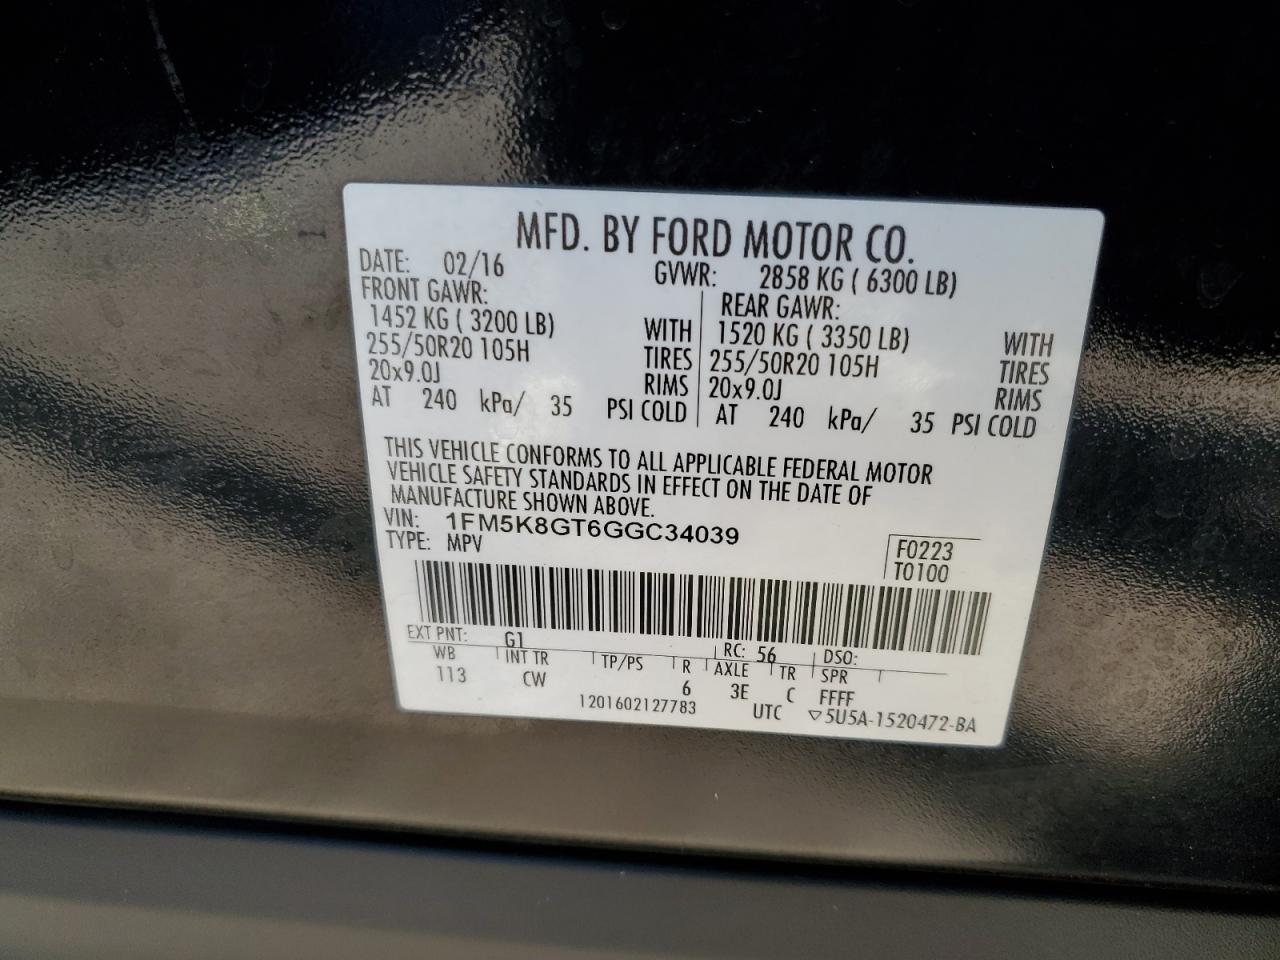 MFD. BY FORD MOTOR CO.
DATE: 02/16 GVWR: 2858 KG ( 6300 LB)
FRONT GAWR: REAR GAWR:
1452 KG ( 3200 LB) WITH 1520 KG ( 3350 LB) WITH
255/50R20 105H TIRES 255/50R20 105H TIRES
20x9.0J RIMS 20x9.0J RIMS
AT 240 kPa/ 35 PSI COLD AT 240 kPa/ 35 PSI COLD
THIS VEHICLE CONFORMS TO ALL APPLICABLE FEDERAL MOTOR
VEHICLE SAFETY STANDARDS IN EFFECT ON THE DATE OF
MANUFACTURE SHOWN ABOVE.
VIN: 1FM5K8GT6GGC34039
TYPE: MPV
F0223
T0100
EXT PNT: G1 RC: 56 DSO:
WB INT TR TP/PS R AXLE TR SPR
113 CW 6 3E C FFFF
1201602127783 UTC ▽5U5A-1520472-BA